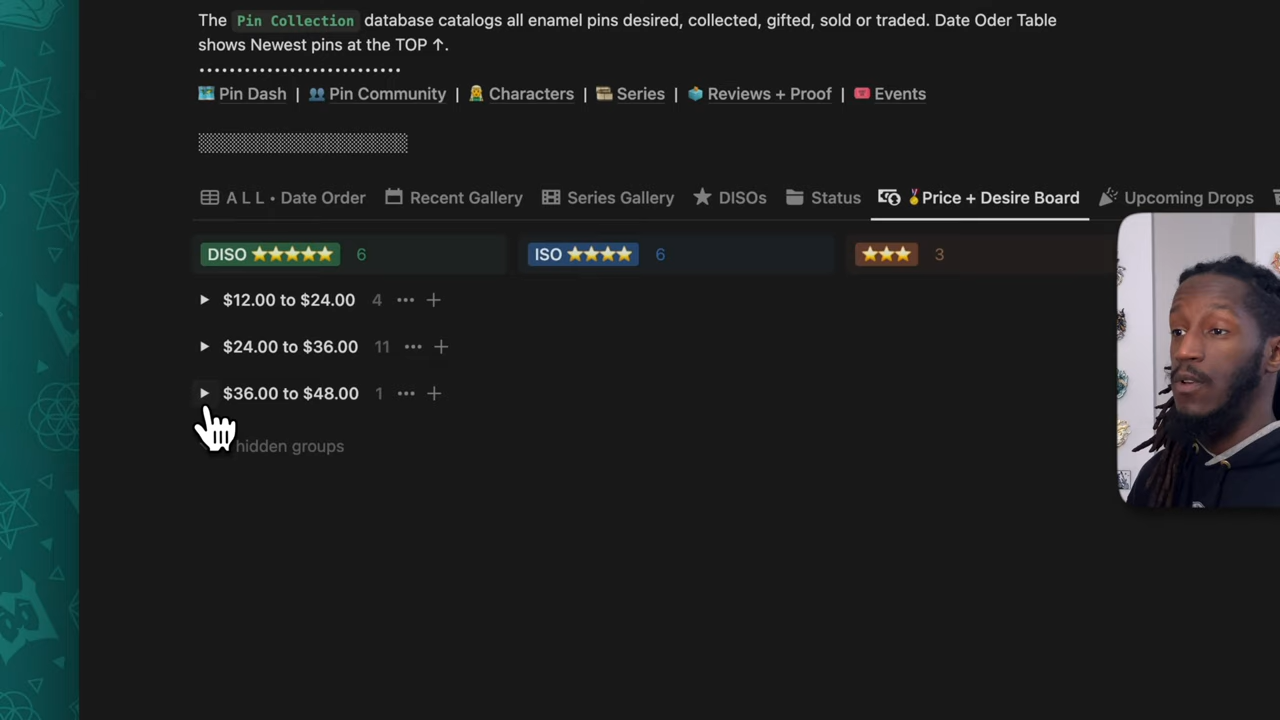 The Pin Collection database catalogs all enamel pins desired, collected, gifted, sold or traded. Date Oder Table
shows Newest pins at the TOP ↑.
Pin Dash | Pin Community | Characters | Series | Reviews + Proof | Events
A L L • Date Order Recent Gallery Series Gallery DISOs Status 🏅Price + Desire Board Upcoming Drops
DISO ⭐⭐⭐⭐⭐ 6 ISO ⭐⭐⭐⭐ 6 ⭐⭐⭐ 3
$12.00 to $24.00 4
$24.00 to $36.00 11
$36.00 to $48.00 1
hidden groups